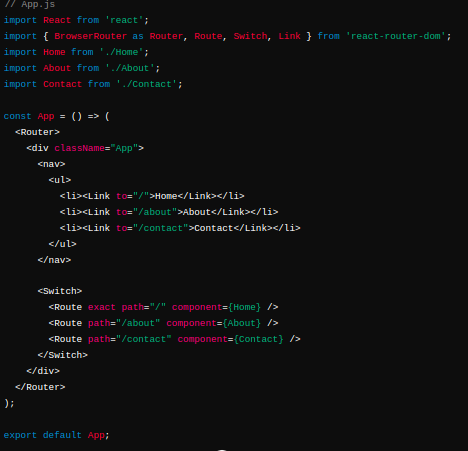 // App.js
import React from 'react';
import { BrowserRouter as Router, Route, Switch, Link } from 'react-router-dom';
import Home from './Home';
import About from './About';
import Contact from './Contact';

const App = () => (
  <Router>
    <div className="App">
      <nav>
        <ul>
          <li><Link to="/">Home</Link></li>
          <li><Link to="/about">About</Link></li>
          <li><Link to="/contact">Contact</Link></li>
        </ul>
      </nav>

      <Switch>
        <Route exact path="/" component={Home} />
        <Route path="/about" component={About} />
        <Route path="/contact" component={Contact} />
      </Switch>
    </div>
  </Router>
);

export default App;